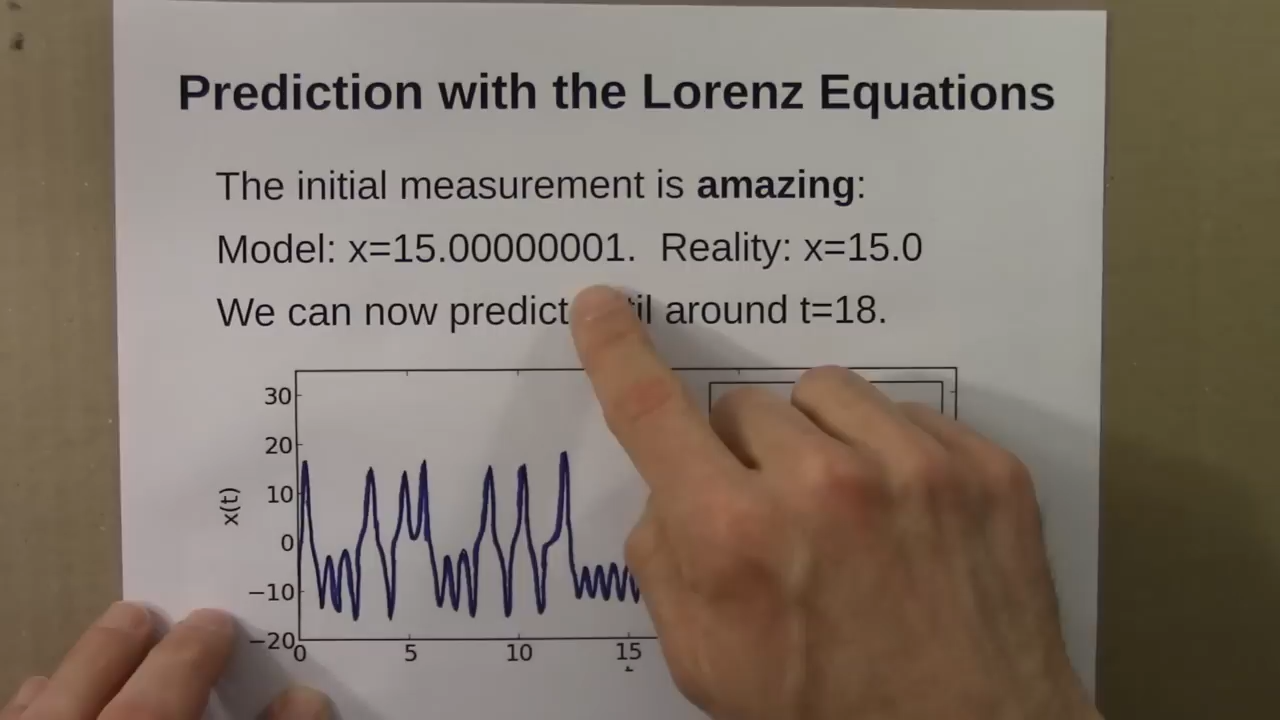 Prediction with the Lorenz Equations
The initial measurement is amazing:
Model: x=15.00000001. Reality: x=15.0
We can now predict around t=18.
30
20
10
0
−10
−20
x(t)
0 5 10 15